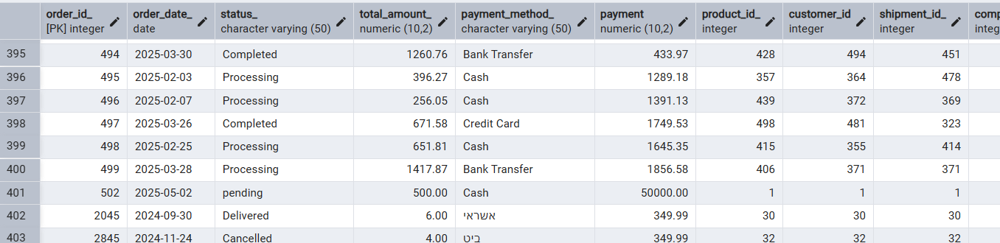 order_id_ order_date_ status_ total_amount_ payment_method_ payment product_id_ customer_id shipment_id_ comp
[PK] integer date character varying (50) numeric (10,2) character varying (50) numeric (10,2) integer integer integer integ
395 494 2025-03-30 Completed 1260.76 Bank Transfer 433.97 428 494 451
396 495 2025-02-03 Processing 396.27 Cash 1289.18 357 364 478
397 496 2025-02-07 Processing 256.05 Cash 1391.13 439 372 369
398 497 2025-03-26 Completed 671.58 Credit Card 1749.53 498 481 323
399 498 2025-02-25 Processing 651.81 Cash 1645.35 415 355 414
400 499 2025-03-28 Processing 1417.87 Bank Transfer 1856.58 406 371 371
401 502 2025-05-02 pending 500.00 Cash 50000.00 1 1 1
402 2045 2024-09-30 Delivered 6.00 אשראי 349.99 30 30 30
403 2845 2024-11-24 Cancelled 4.00 ביט 349.99 32 32 32